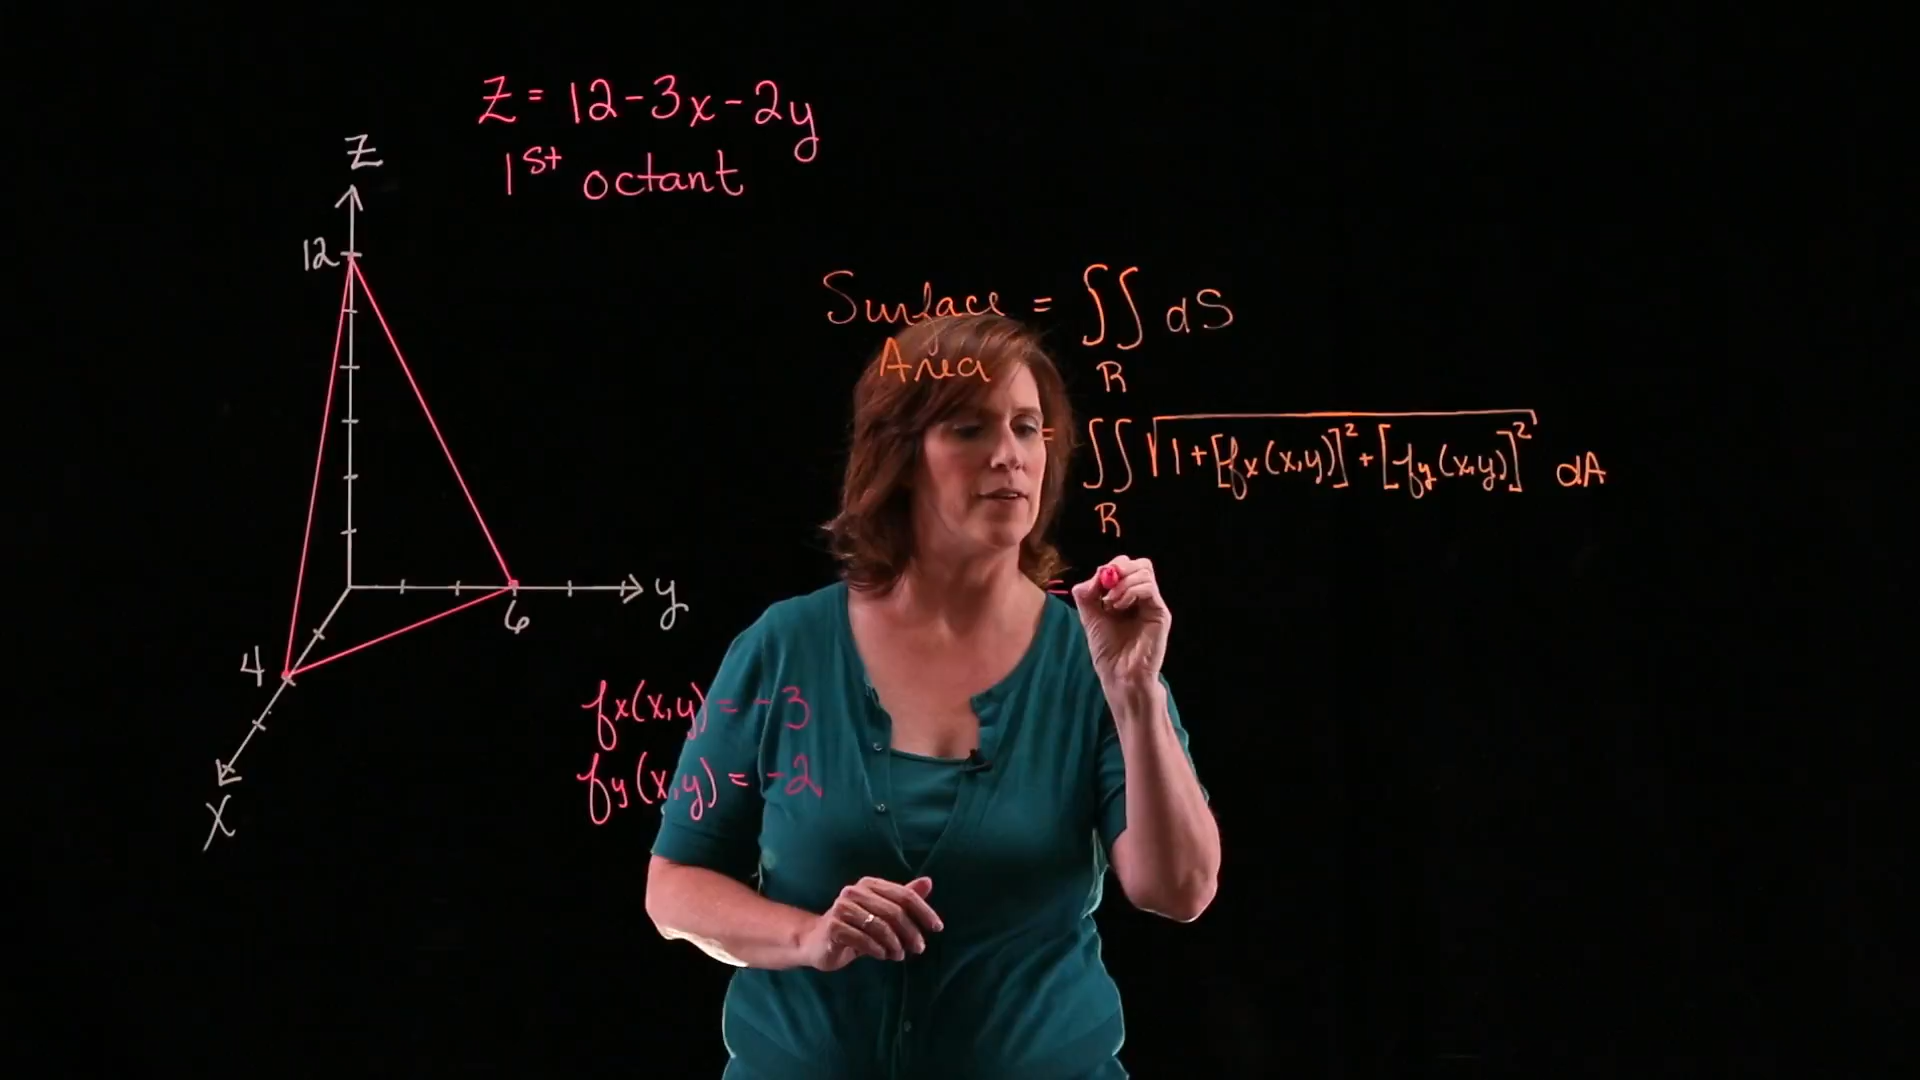 Z = 12-3x-2y
1st octant
Z
12
y
6
4
X
Surface = ∬ dS
Area R
= ∬ √1+[fx(x,y)]²+[fy(x,y)]² dA
R
=
fx(x,y) = -3
fy(x,y) = -2